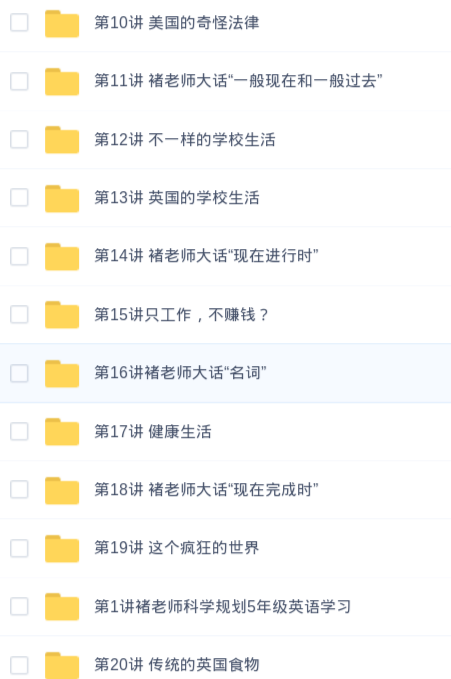 第10讲 美国的奇怪法律
第11讲 褚老师大话“一般现在和一般过去”
第12讲 不一样的学校生活
第13讲 英国的学校生活
第14讲 褚老师大话“现在进行时”
第15讲只工作，不赚钱？
第16讲褚老师大话“名词”
第17讲 健康生活
第18讲 褚老师大话“现在完成时”
第19讲 这个疯狂的世界
第1讲褚老师科学规划5年级英语学习
第20讲 传统的英国食物